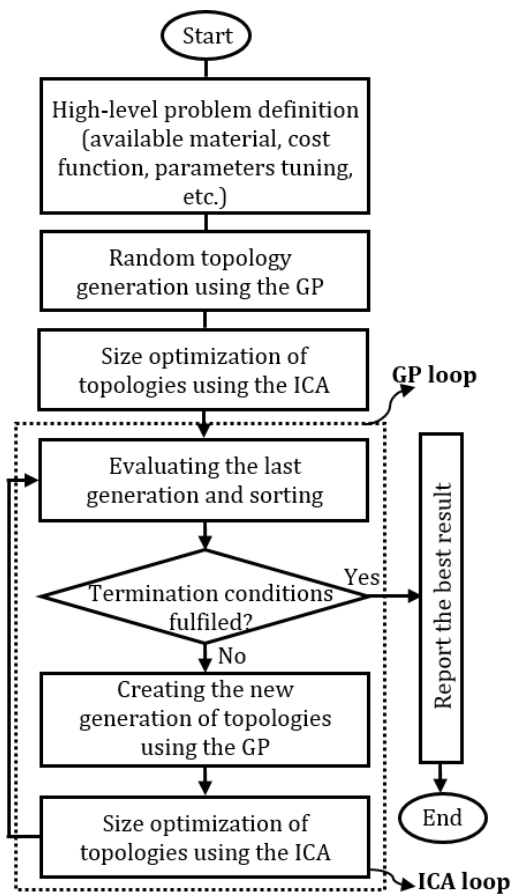 Start
High-level problem definition
(available material, cost
function, parameters tuning,
etc.)
Random topology
generation using the GP
Size optimization of
topologies using the ICA
GP loop
Evaluating the last
generation and sorting
Termination conditions
fulfiled?
Yes
No
Creating the new
generation of topologies
using the GP
Size optimization of
topologies using the ICA
ICA loop
Report the best result
End